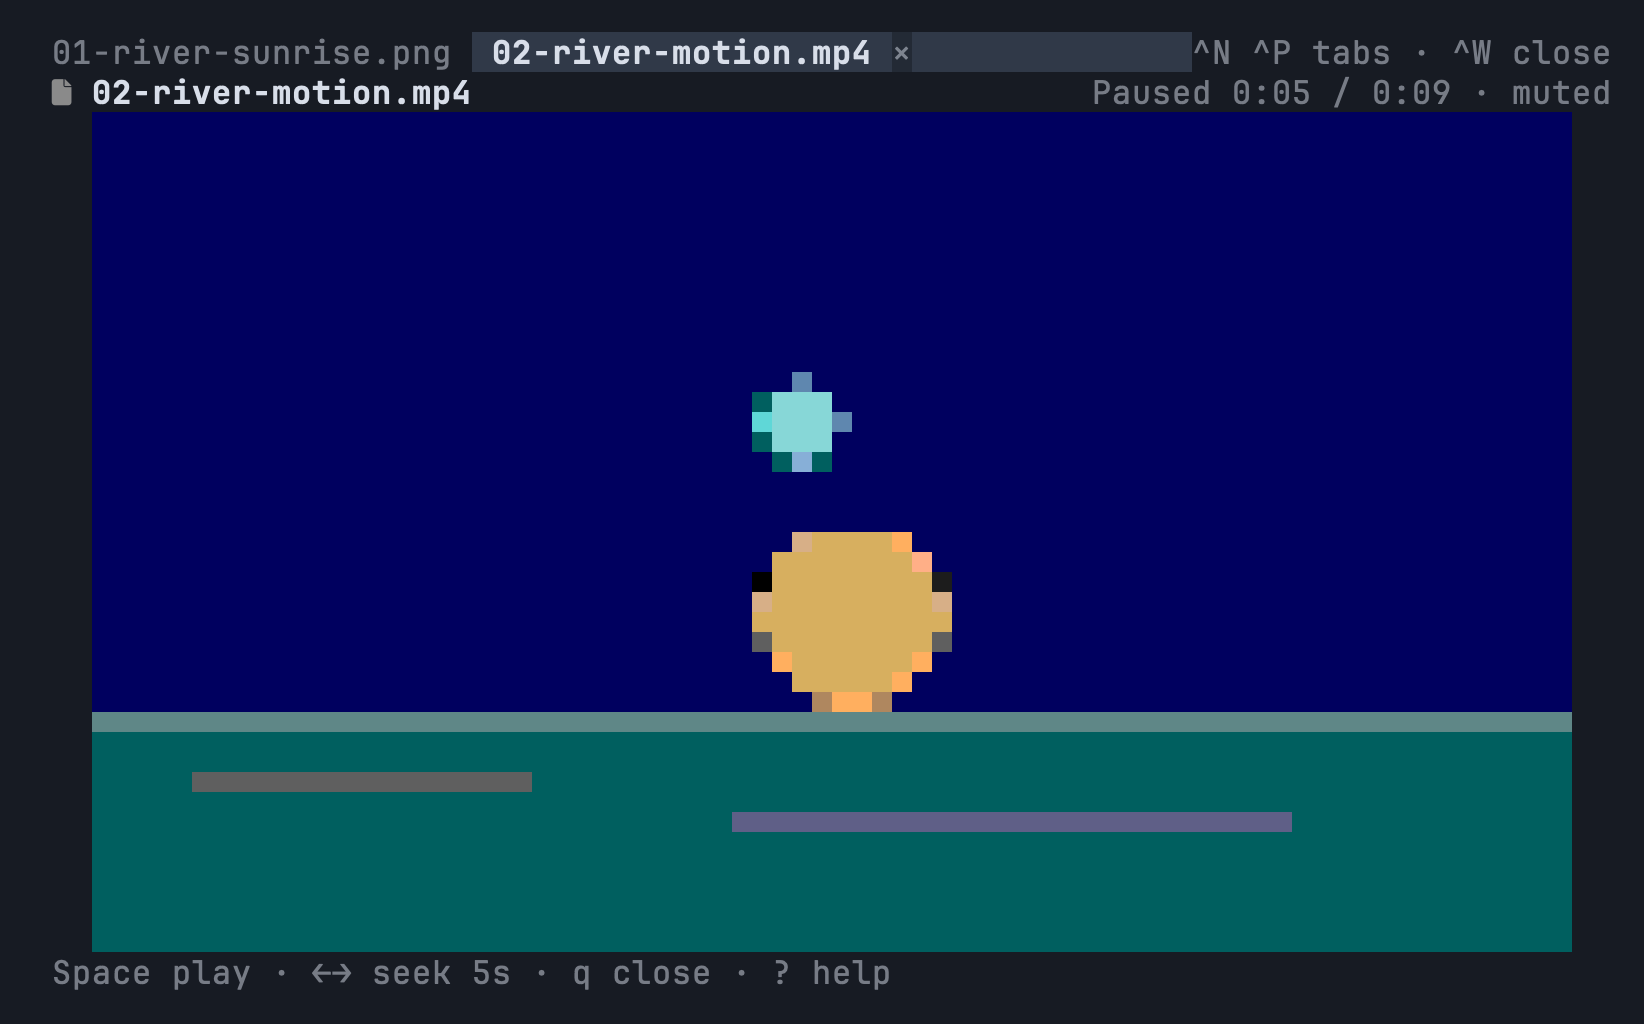 01-river-sunrise.png 02-river-motion.mp4 × ^N ^P tabs · ^W close
02-river-motion.mp4 Paused 0:05 / 0:09 · muted
Space play · ←→ seek 5s · q close · ? help